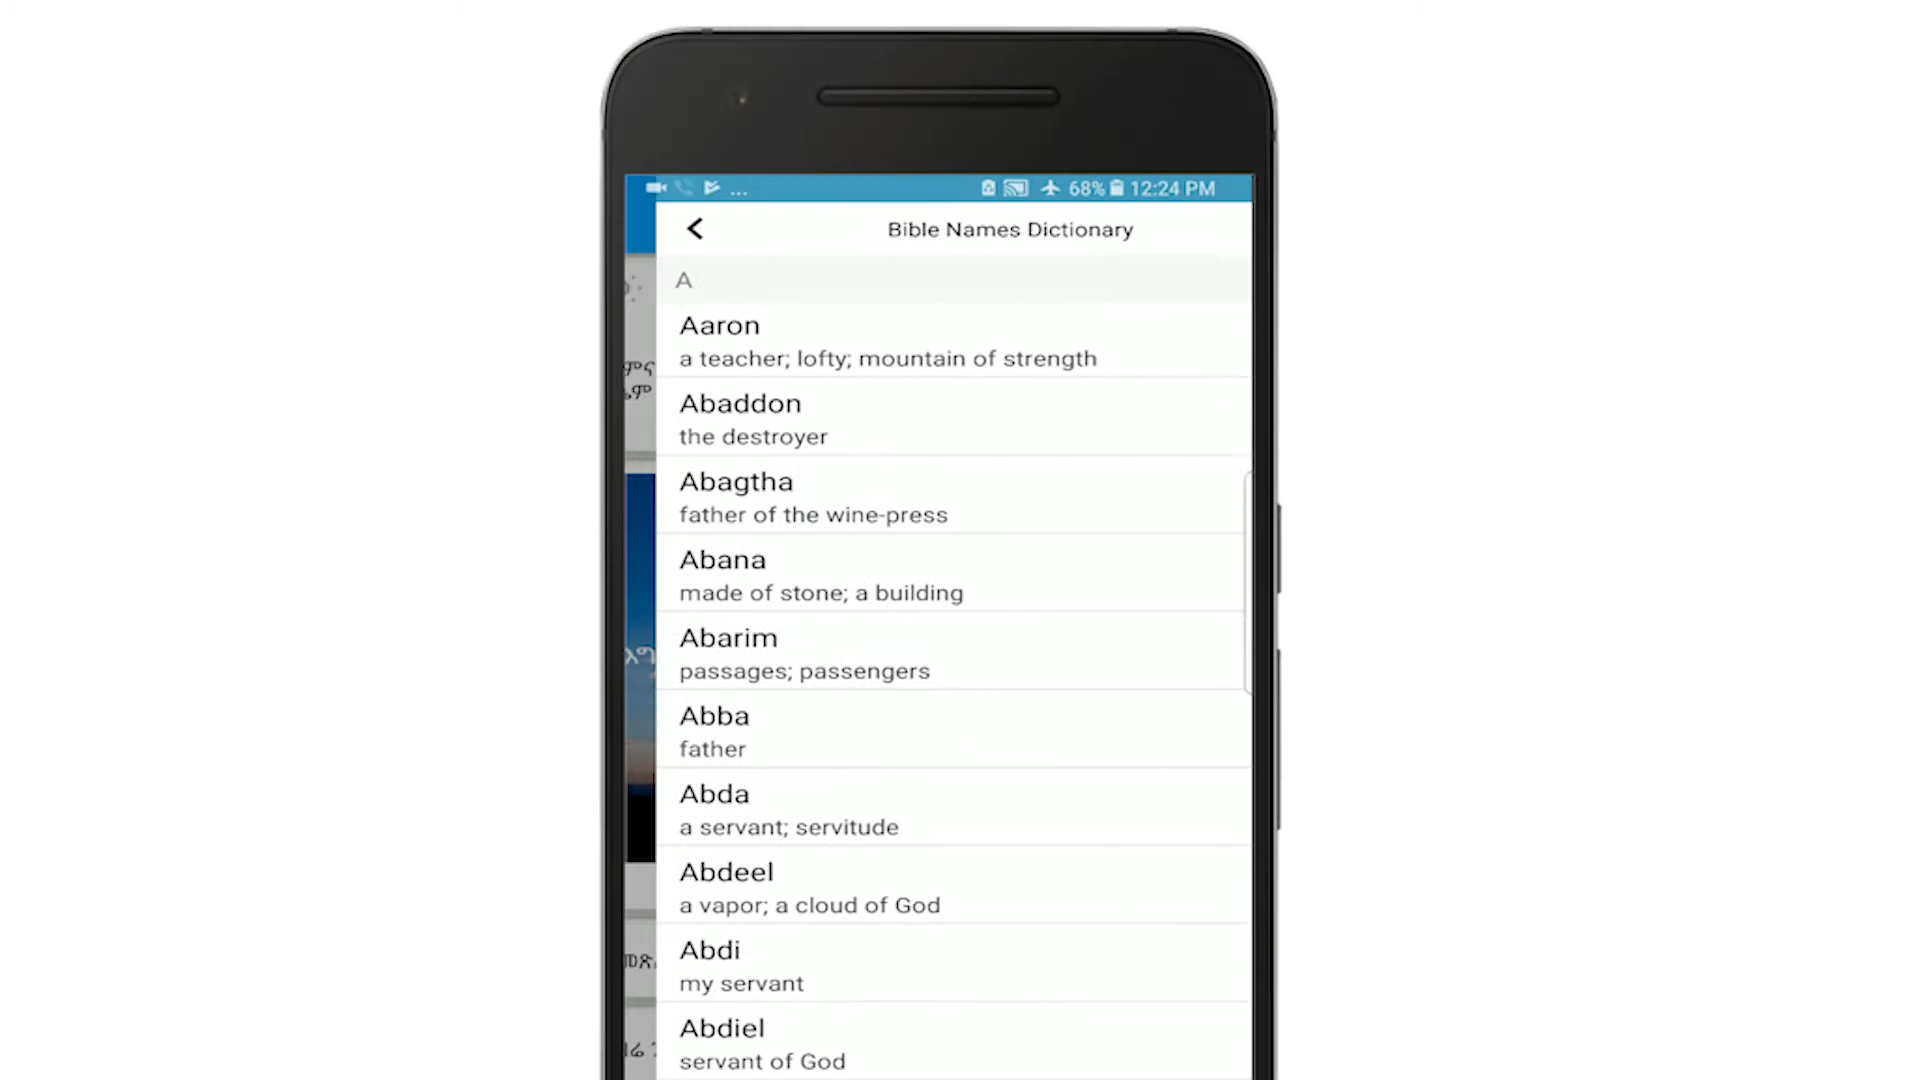 ... 68% 12:24 PM
Bible Names Dictionary
A
Aaron
a teacher; lofty; mountain of strength
Abaddon
the destroyer
Abagtha
father of the wine-press
Abana
made of stone; a building
Abarim
passages; passengers
Abba
father
Abda
a servant; servitude
Abdeel
a vapor; a cloud of God
Abdi
my servant
Abdiel
servant of God